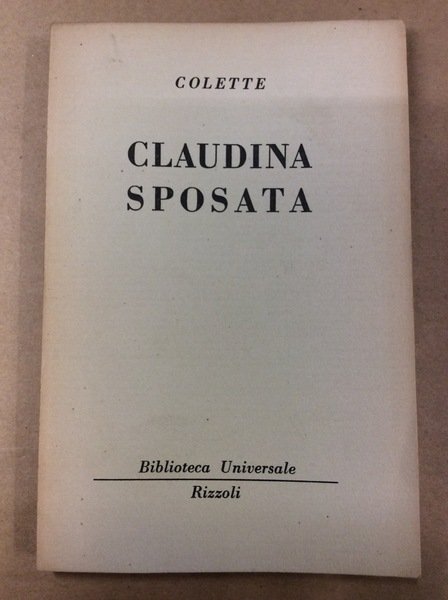 COLETTE
CLAUDINA
SPOSATA
Biblioteca Universale
Rizzoli